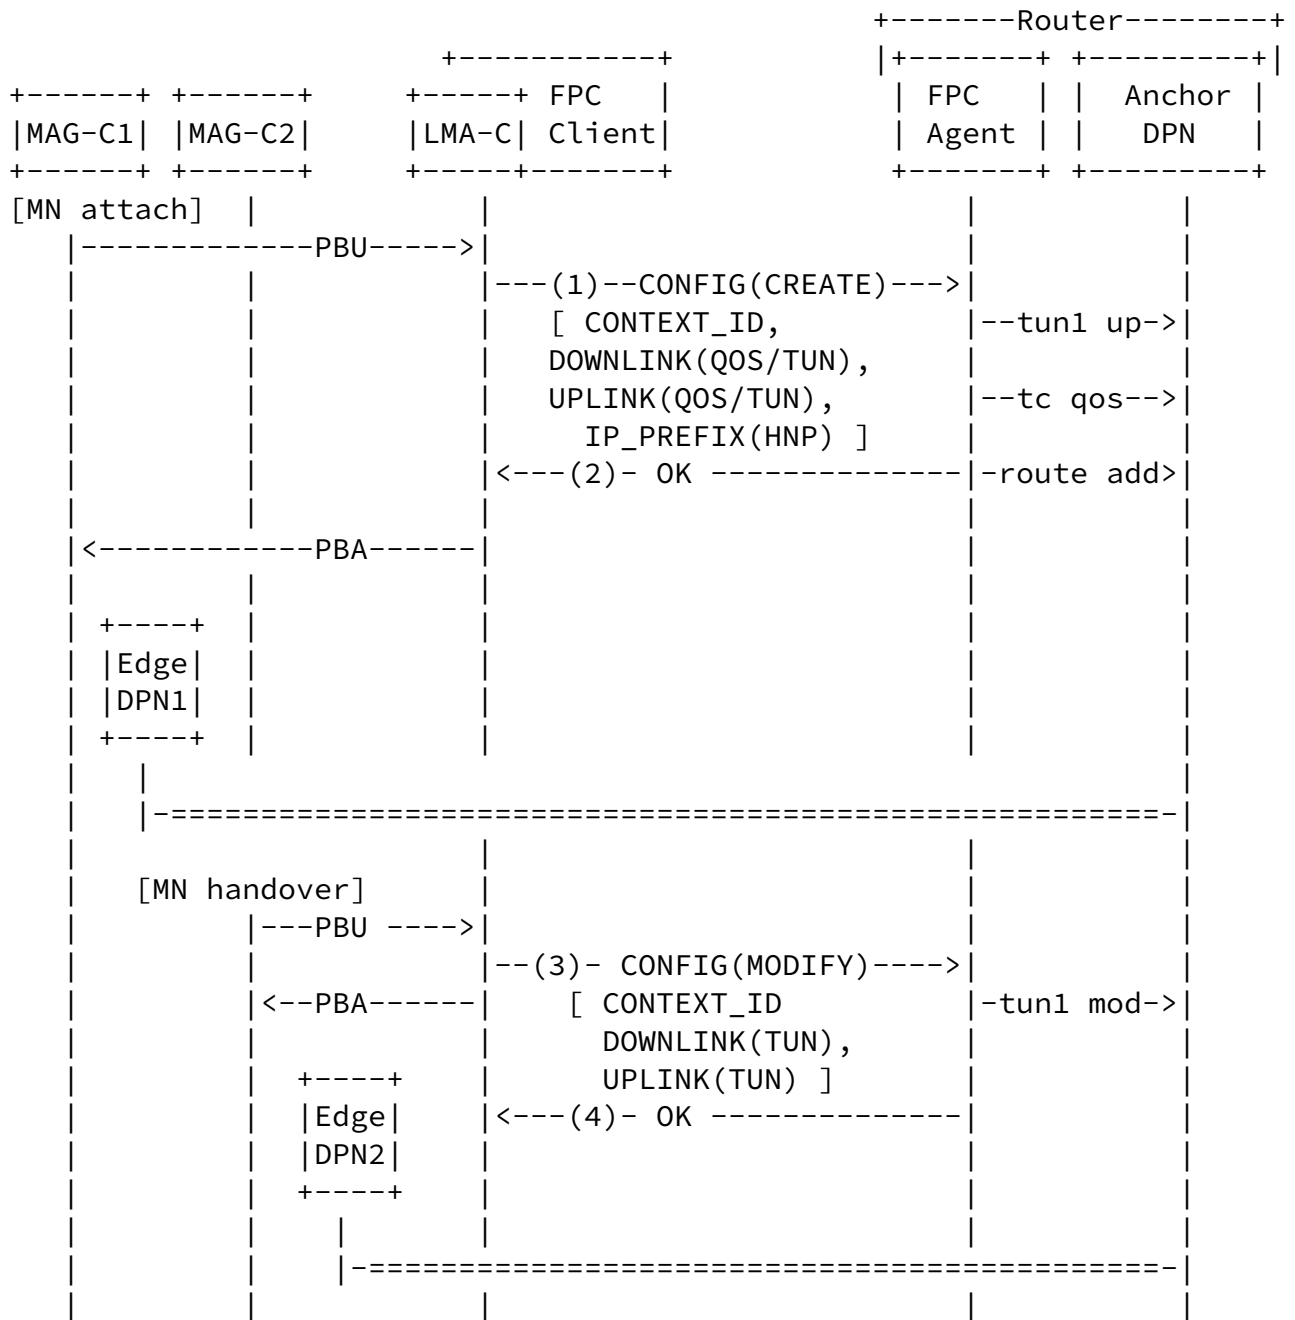 +-------Router--------+
+-----------+ |+-------+ +---------+|
+------+ +------+ +-----+ FPC | | FPC | | Anchor |
|MAG-C1| |MAG-C2| |LMA-C| Client| | Agent | | DPN |
+------+ +------+ +-----+-------+ +-------+ +---------+
[MN attach] | | | |
|-------------PBU----->| | |
| | |---(1)--CONFIG(CREATE)--->| |
| | | [ CONTEXT_ID, |--tun1 up->|
| | | DOWNLINK(QOS/TUN), | |
| | | UPLINK(QOS/TUN), |--tc qos-->|
| | | IP_PREFIX(HNP) ] | |
| | |<---(2)- OK --------------|-route add>|
| | | | |
|<------------PBA------| | |
| | | | |
| +----+ | | | |
| |Edge| | | | |
| |DPN1| | | | |
| +----+ | | | |
| | |
| |-=======================================================-|
| | | |
| [MN handover] | | |
| |---PBU ---->| | |
| | |--(3)- CONFIG(MODIFY)---->| |
| |<--PBA------| [ CONTEXT_ID |-tun1 mod->|
| | | DOWNLINK(TUN), | |
| | +----+ | UPLINK(TUN) ] | |
| | |Edge| |<---(4)- OK --------------| |
| | |DPN2| | | |
| | +----+ | | |
| | | | | |
| | |-============================================-|
| | | | |